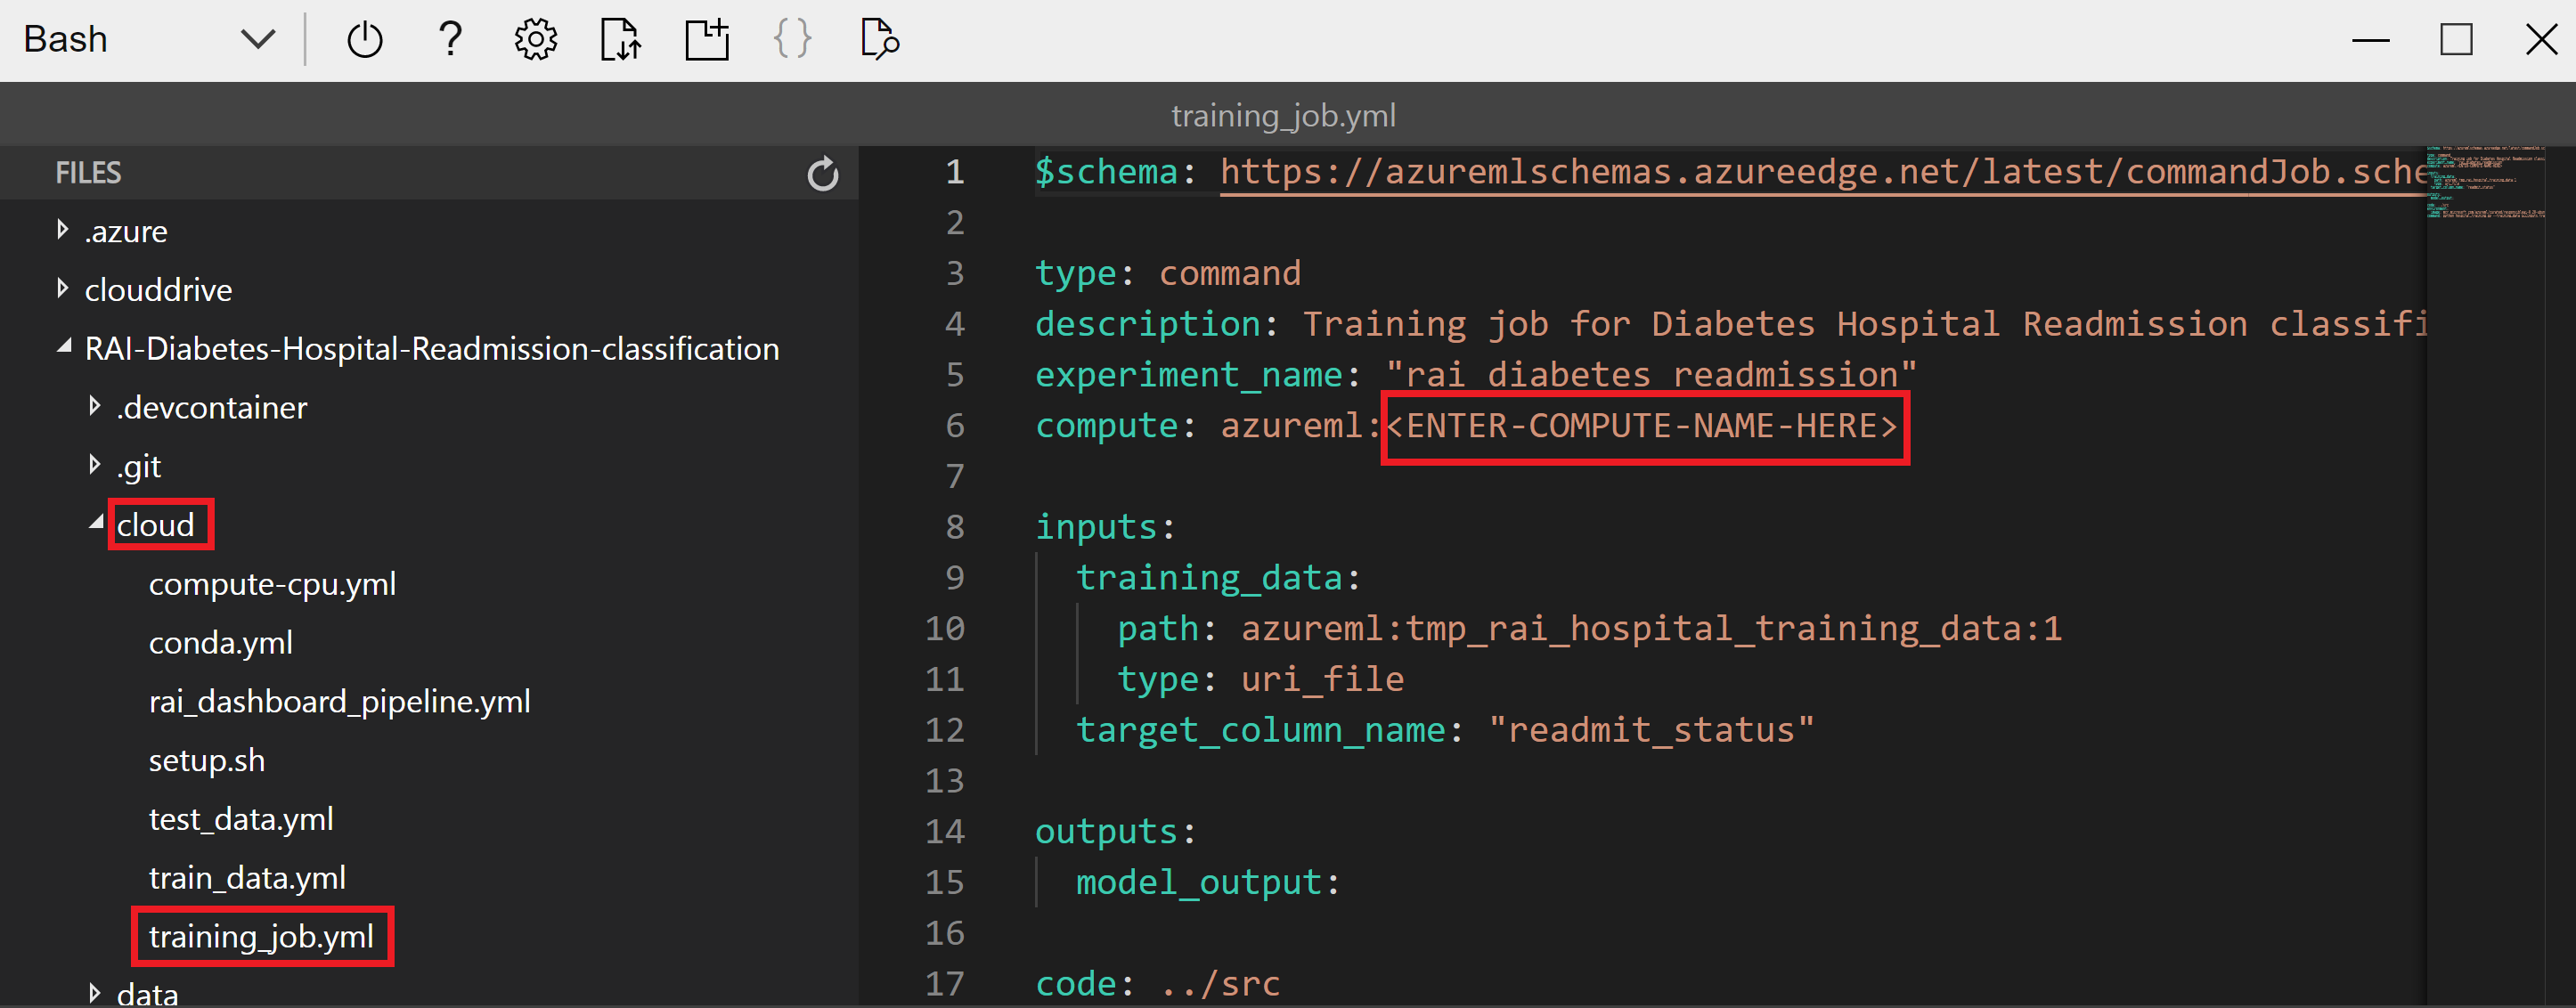 Bash
training_job.yml
FILES
.azure
clouddrive
RAI-Diabetes-Hospital-Readmission-classification
.devcontainer
.git
cloud
compute-cpu.yml
conda.yml
rai_dashboard_pipeline.yml
setup.sh
test_data.yml
train_data.yml
training_job.yml
data
1 $schema: https://azuremlschemas.azureedge.net/latest/commandJob.sche
2
3 type: command
4 description: Training job for Diabetes Hospital Readmission classifi
5 experiment_name: "rai_diabetes_readmission"
6 compute: azureml:<ENTER-COMPUTE-NAME-HERE>
7
8 inputs:
9 training_data:
10 path: azureml:tmp_rai_hospital_training_data:1
11 type: uri_file
12 target_column_name: "readmit_status"
13
14 outputs:
15 model_output:
16
17 code: ../src